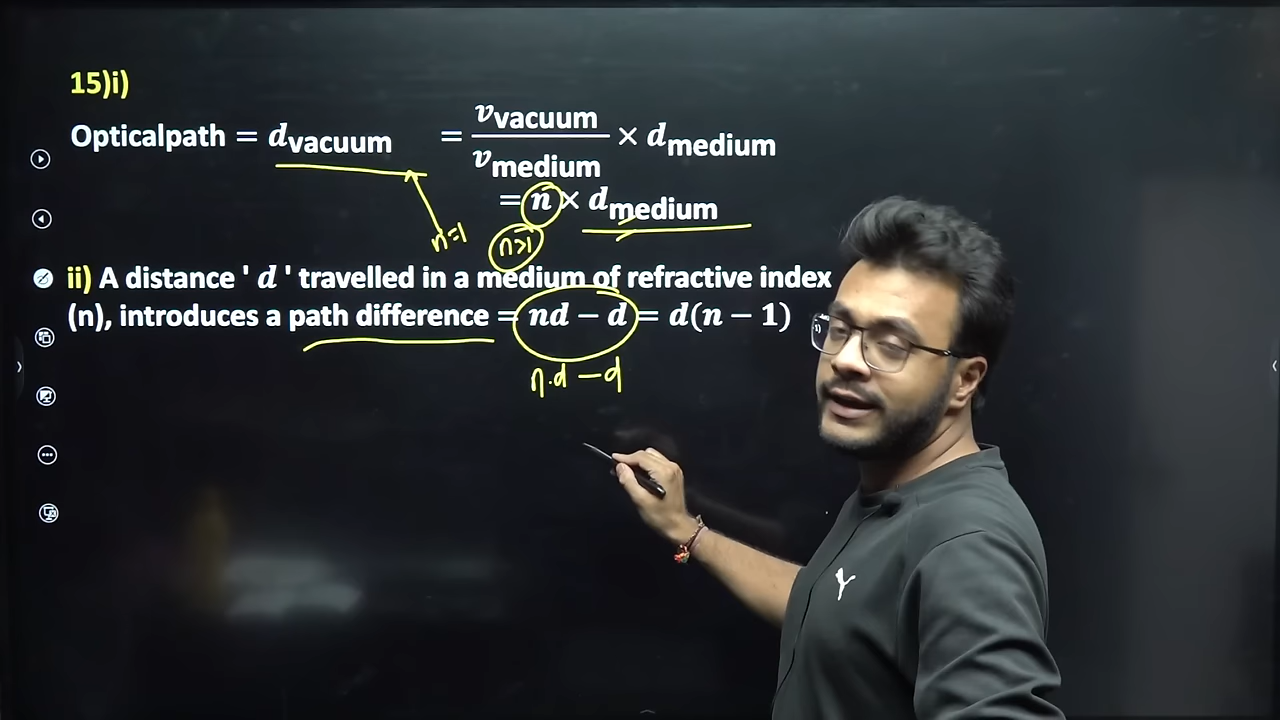 15)i)
Opticalpath = d_vacuum = v_vacuum / v_medium × d_medium
= n × d_medium
n=1
n>1
ii) A distance ' d ' travelled in a medium of refractive index
(n), introduces a path difference = nd − d = d(n − 1)
n.d − d